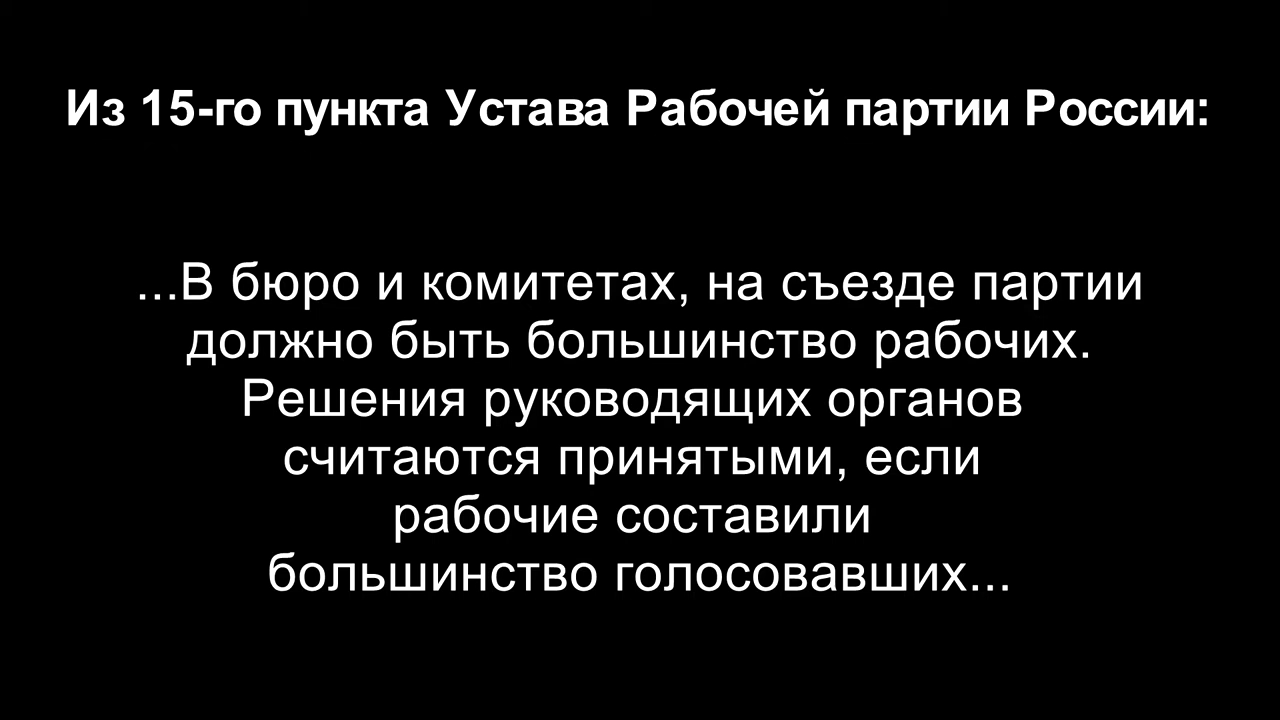 Из 15-го пункта Устава Рабочей партии России:
...В бюро и комитетах, на съезде партии
должно быть большинство рабочих.
Решения руководящих органов
считаются принятыми, если
рабочие составили
большинство голосовавших...